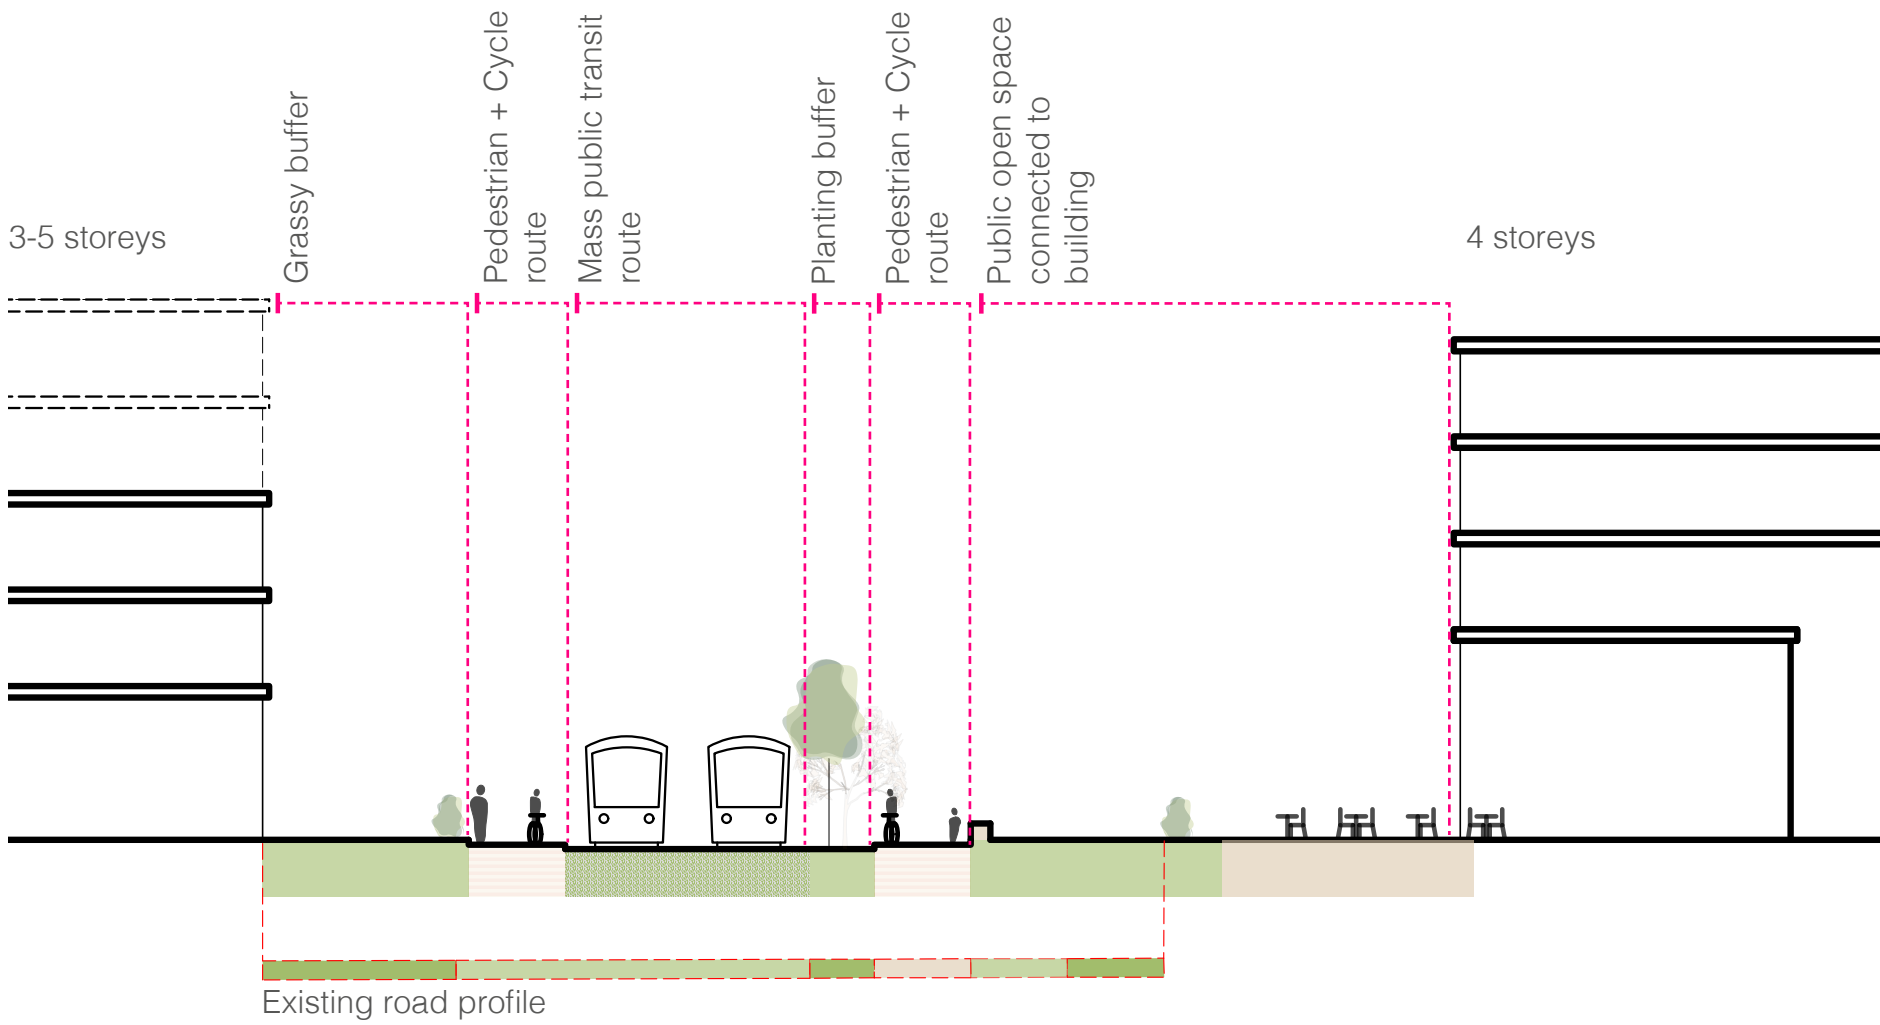 3-5 storeys
Grassy buffer
Pedestrian + Cycle
route
Mass public transit
route
Planting buffer
Pedestrian + Cycle
route
Public open space
connected to
building
4 storeys
Existing road profile